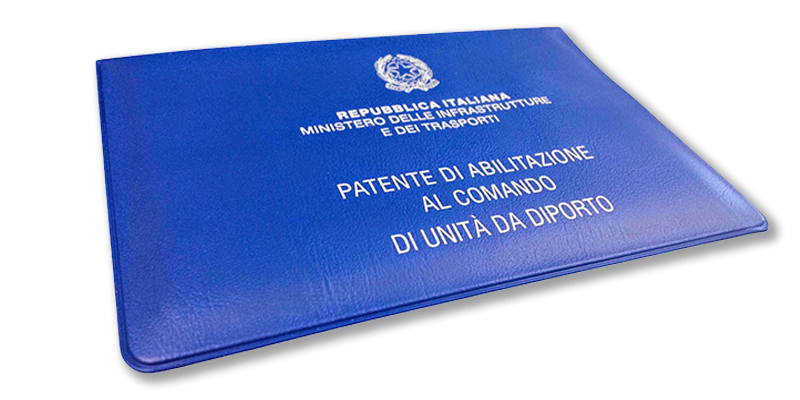 REPUBBLICA ITALIANA
MINISTERO DELLE INFRASTRUTTURE
E DEI TRASPORTI
PATENTE DI ABILITAZIONE
AL COMANDO
DI UNITÀ DA DIPORTO